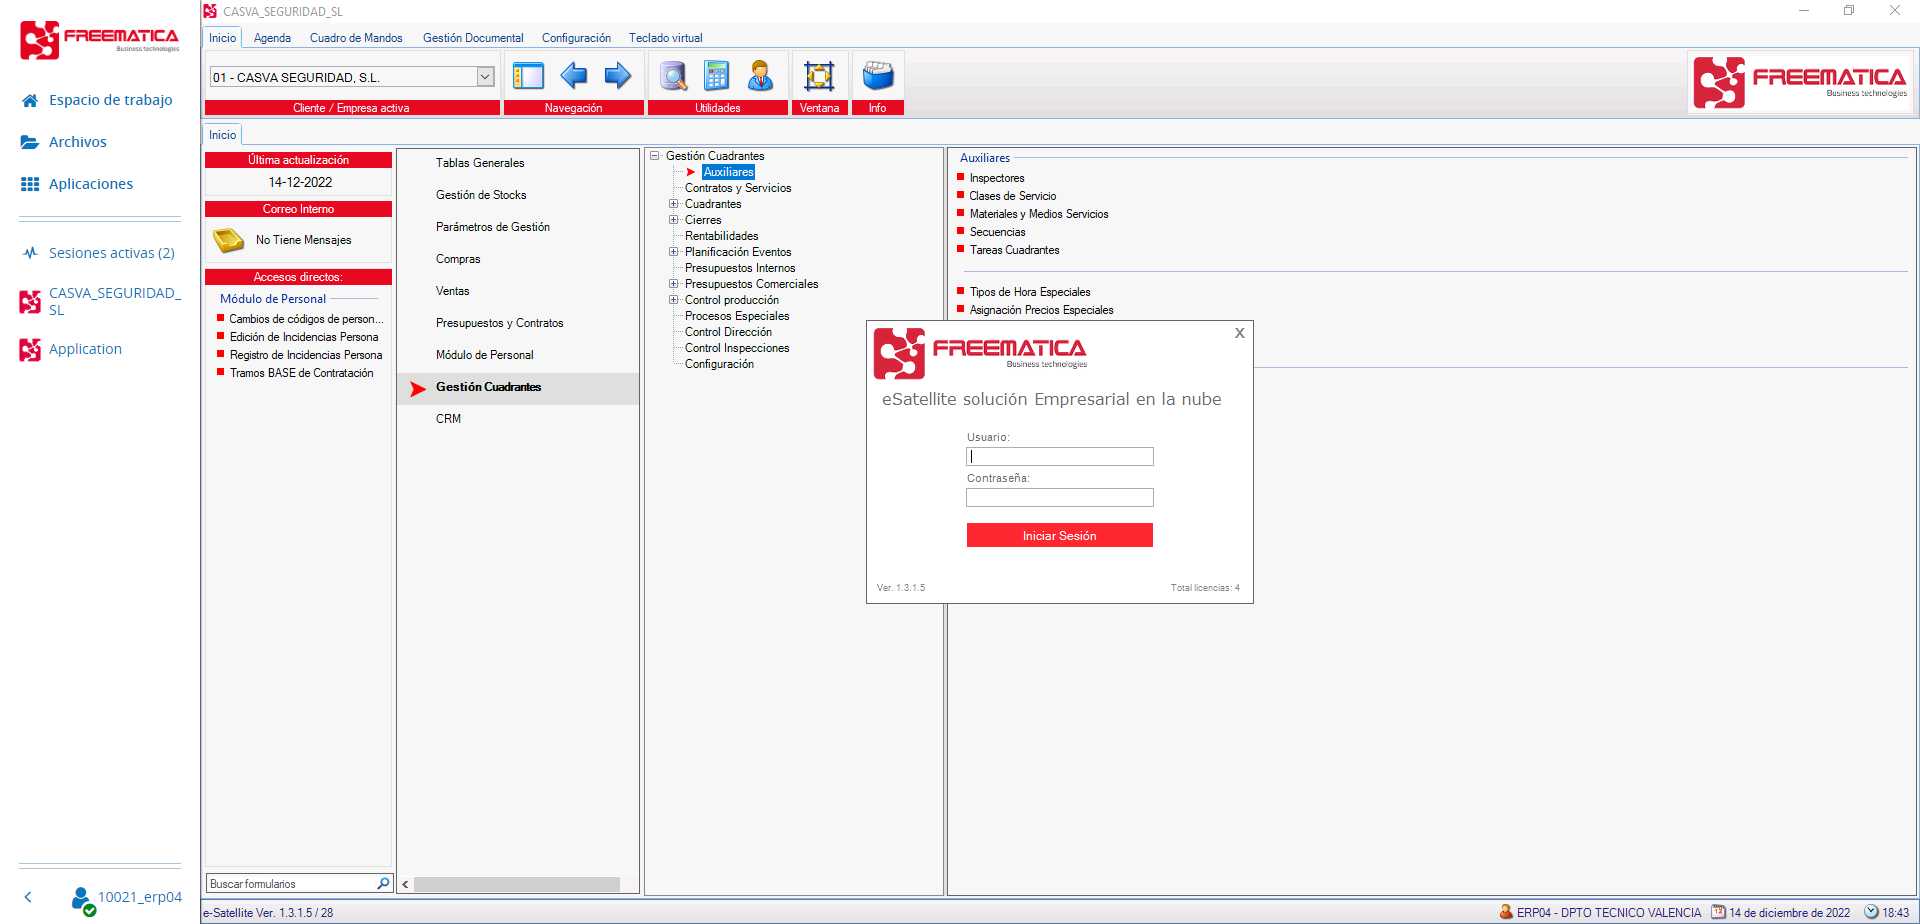 FREEMATICA
Business technologies
Espacio de trabajo
Archivos
Aplicaciones
Sesiones activas (2)
CASVA_SEGURIDAD_
SL
Application
10021_erp04
CASVA_SEGURIDAD_SL
Inicio
Agenda
Cuadro de Mandos
Gestión Documental
Configuración
Teclado virtual
01 - CASVA SEGURIDAD, S.L.
Cliente / Empresa activa
Navegación
Utilidades
Ventana
Info
FREEMATICA
Business technologies
Inicio
Última actualización
14-12-2022
Correo Interno
No Tiene Mensajes
Accesos directos:
Módulo de Personal
Cambios de códigos de person...
Edición de Incidencias Persona
Registro de Incidencias Persona
Tramos BASE de Contratación
Buscar formularios
Tablas Generales
Gestión de Stocks
Parámetros de Gestión
Compras
Ventas
Presupuestos y Contratos
Módulo de Personal
Gestión Cuadrantes
CRM
Gestión Cuadrantes
Auxiliares
Contratos y Servicios
Cuadrantes
Cierres
Rentabilidades
Planificación Eventos
Presupuestos Internos
Presupuestos Comerciales
Control producción
Procesos Especiales
Control Dirección
Control Inspecciones
Configuración
Auxiliares
Inspectores
Clases de Servicio
Materiales y Medios Servicios
Secuencias
Tareas Cuadrantes
Tipos de Hora Especiales
Asignación Precios Especiales
X
FREEMATICA
Business technologies
eSatellite solución Empresarial en la nube
Usuario:
Contraseña:
Iniciar Sesión
Ver. 1.3.1.5
Total licencias: 4
e-Satellite Ver. 1.3.1.5 / 28
ERP04 - DPTO TECNICO VALENCIA
14 de diciembre de 2022
18:43